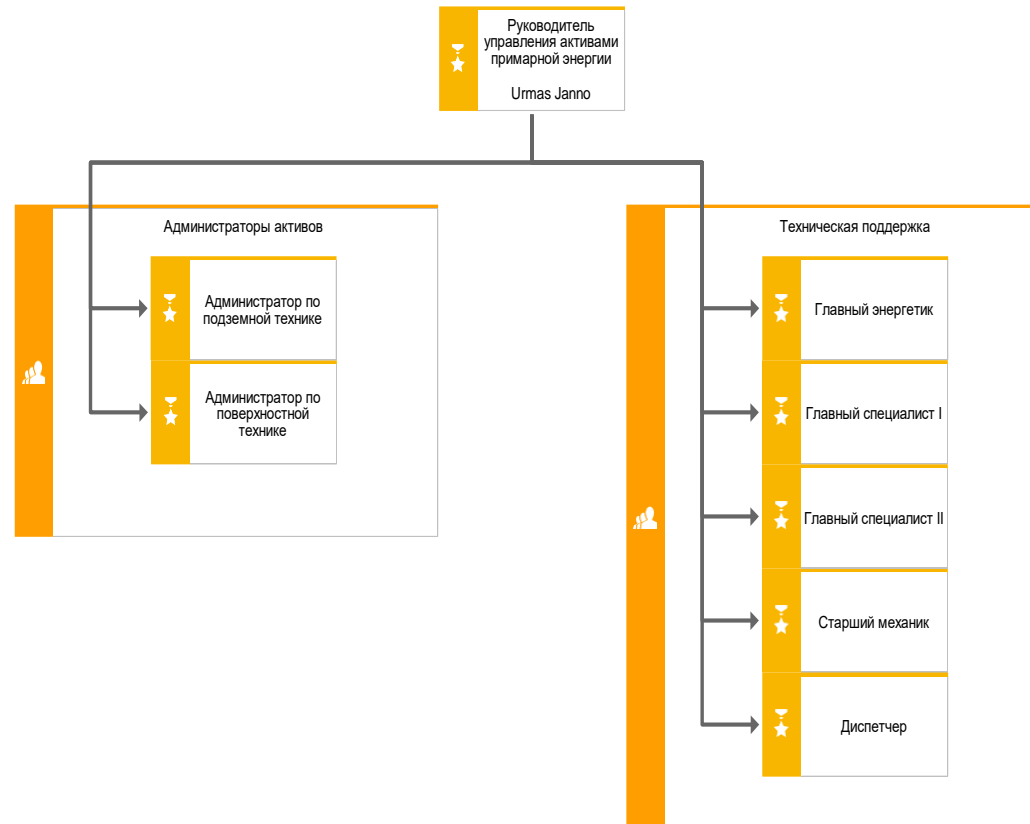 Руководитель
управления активами
примарной энергии
Urmas Janno
Администраторы активов
Администратор по
подземной технике
Администратор по
поверхностной
технике
Техническая поддержка
Главный энергетик
Главный специалист I
Главный специалист II
Старший механик
Диспетчер